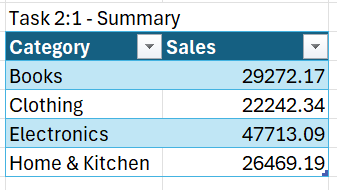 Task 2:1 - Summary
Category Sales
Books 29272.17
Clothing 22242.34
Electronics 47713.09
Home & Kitchen 26469.19